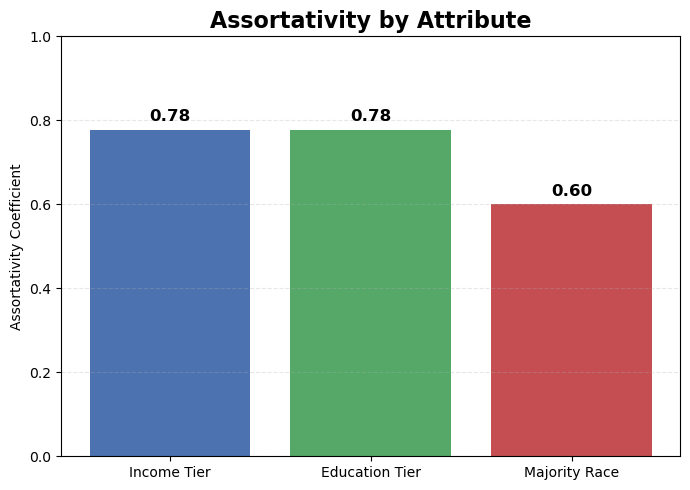 Assortativity by Attribute
Assortativity Coefficient
1.0
0.8
0.6
0.4
0.2
0.0
0.78
0.78
0.60
Income Tier
Education Tier
Majority Race